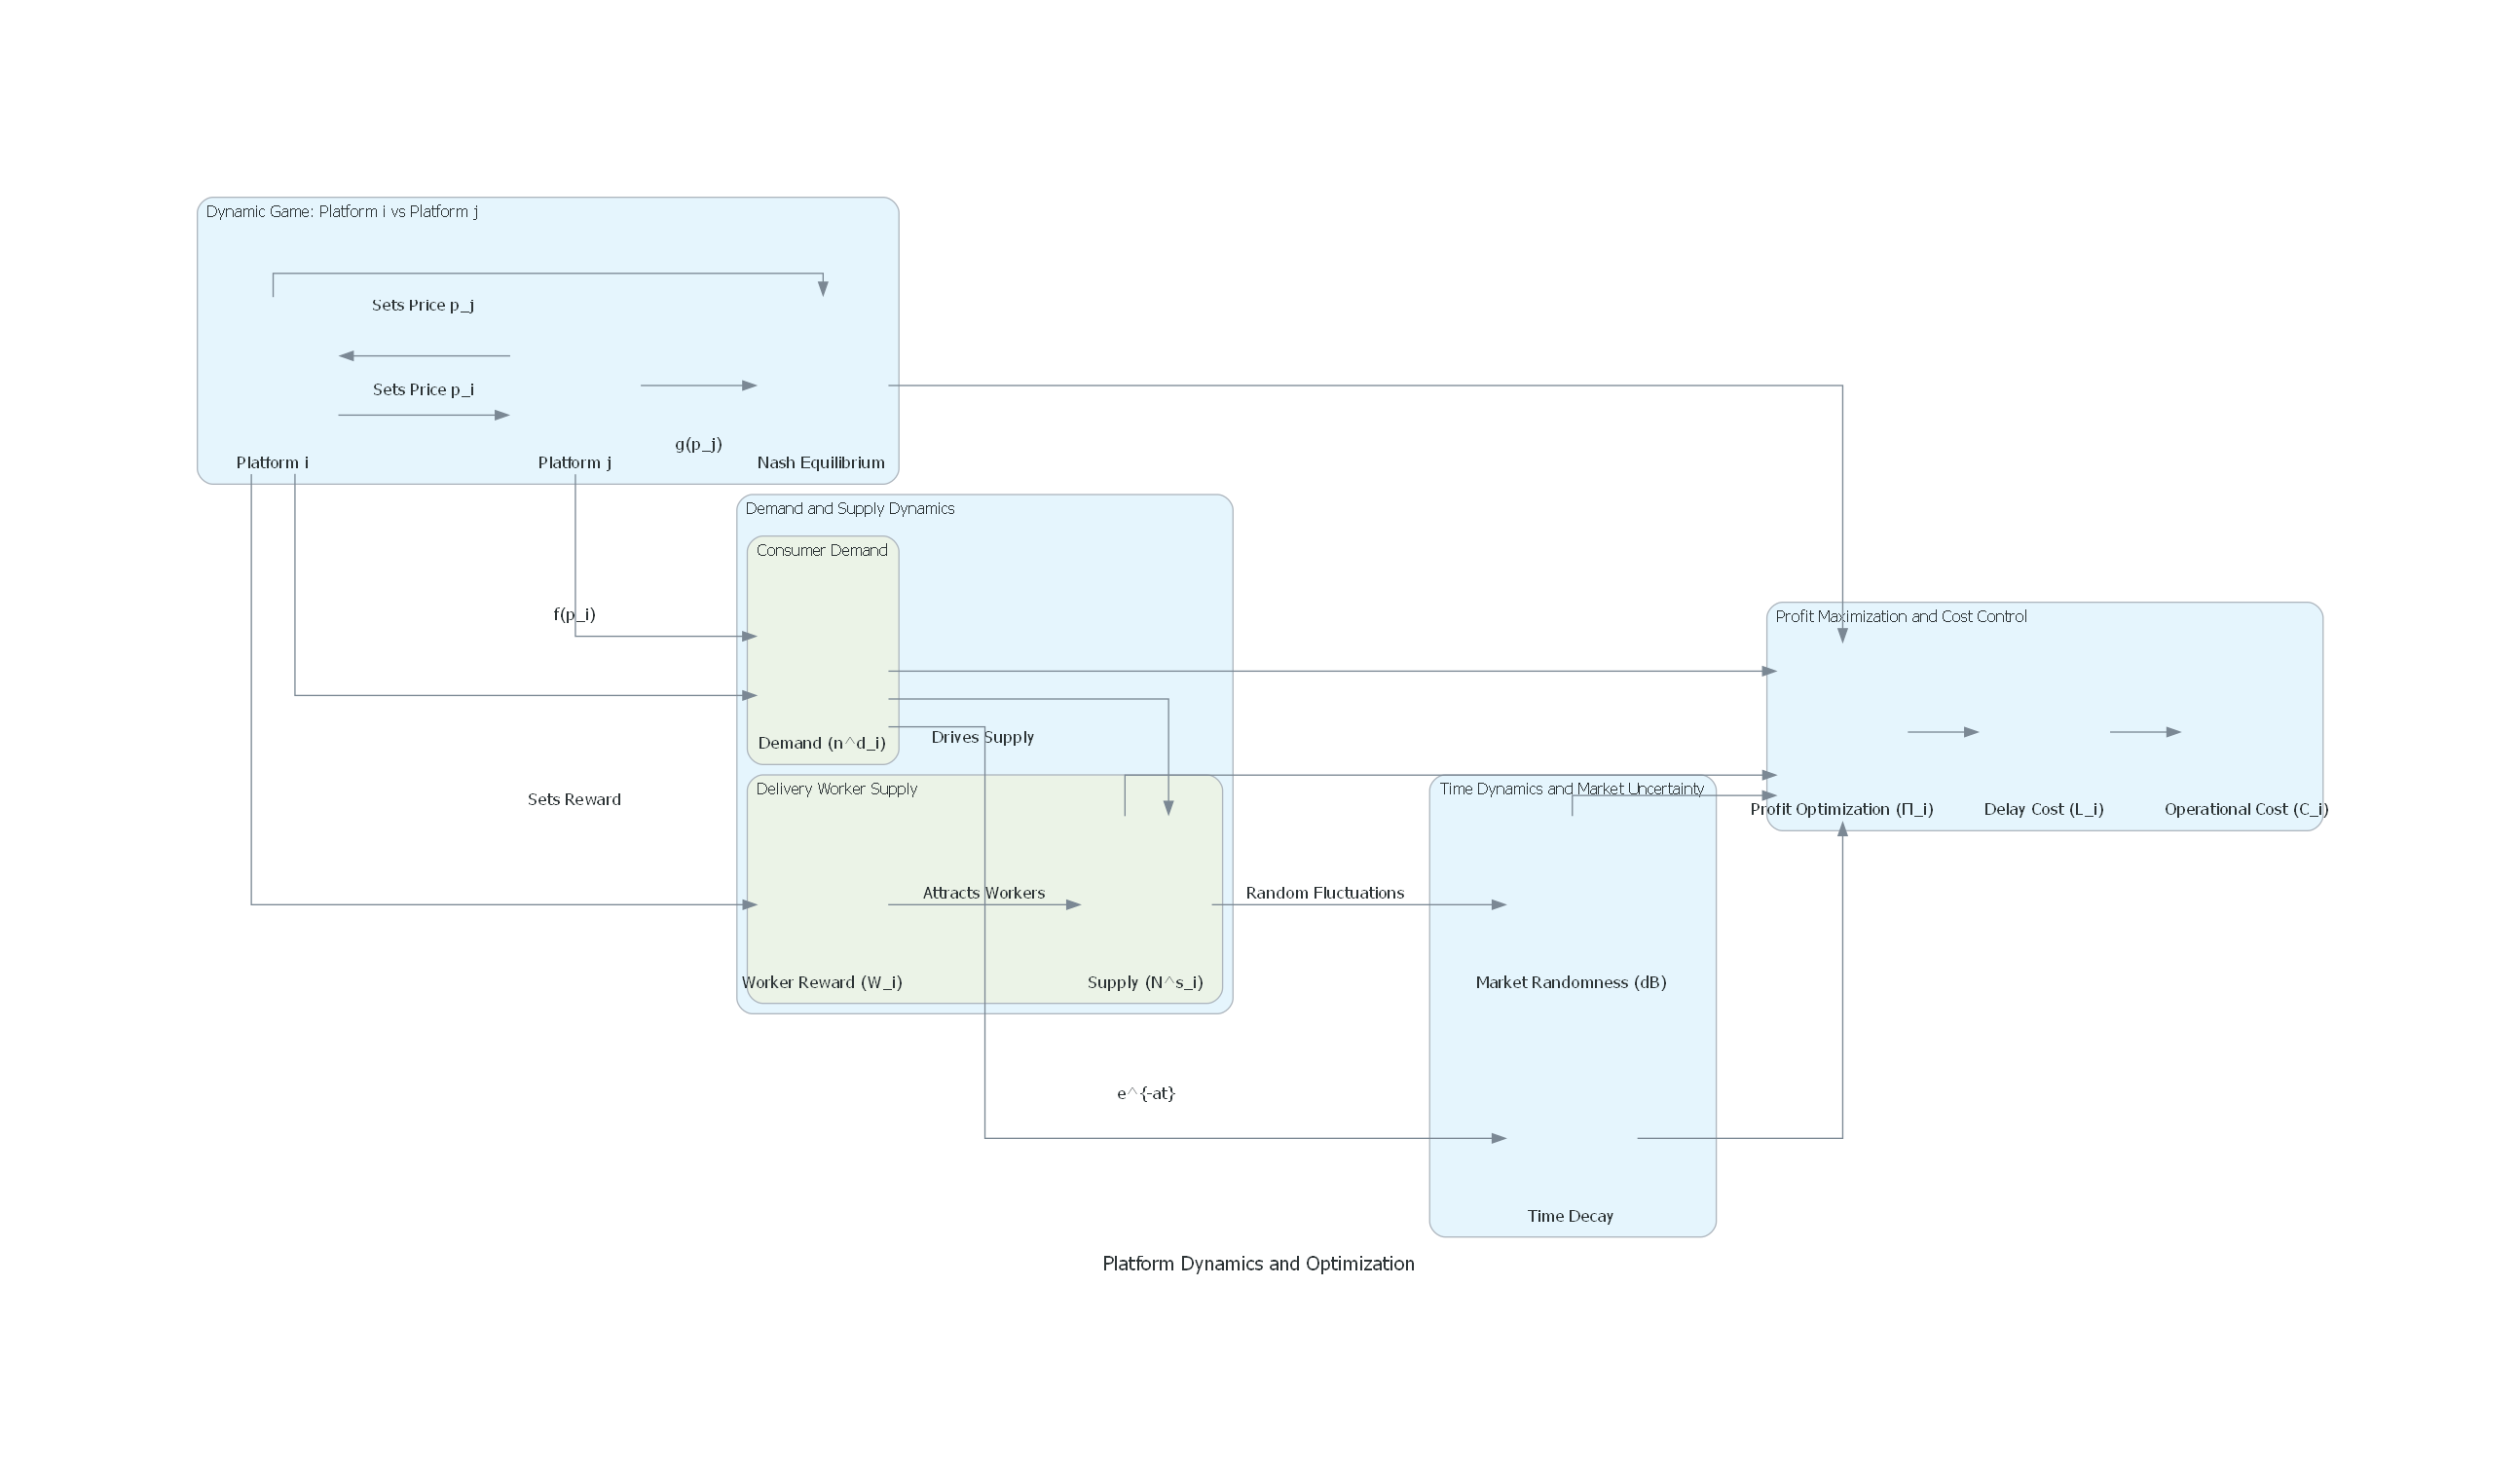 Dynamic Game: Platform i vs Platform j
Sets Price p_j
Sets Price p_i
g(p_j)
Platform i
Platform j
Nash Equilibrium
Demand and Supply Dynamics
Consumer Demand
f(p_i)
Profit Maximization and Cost Control
Drives Supply
Demand (n^d_i)
Delivery Worker Supply
Time Dynamics and Market Uncertainty
Sets Reward
Profit Optimization (Π_i)
Delay Cost (L_i)
Operational Cost (C_i)
Attracts Workers
Random Fluctuations
Worker Reward (W_i)
Supply (N^s_i)
Market Randomness (dB)
e^{-at}
Time Decay
Platform Dynamics and Optimization